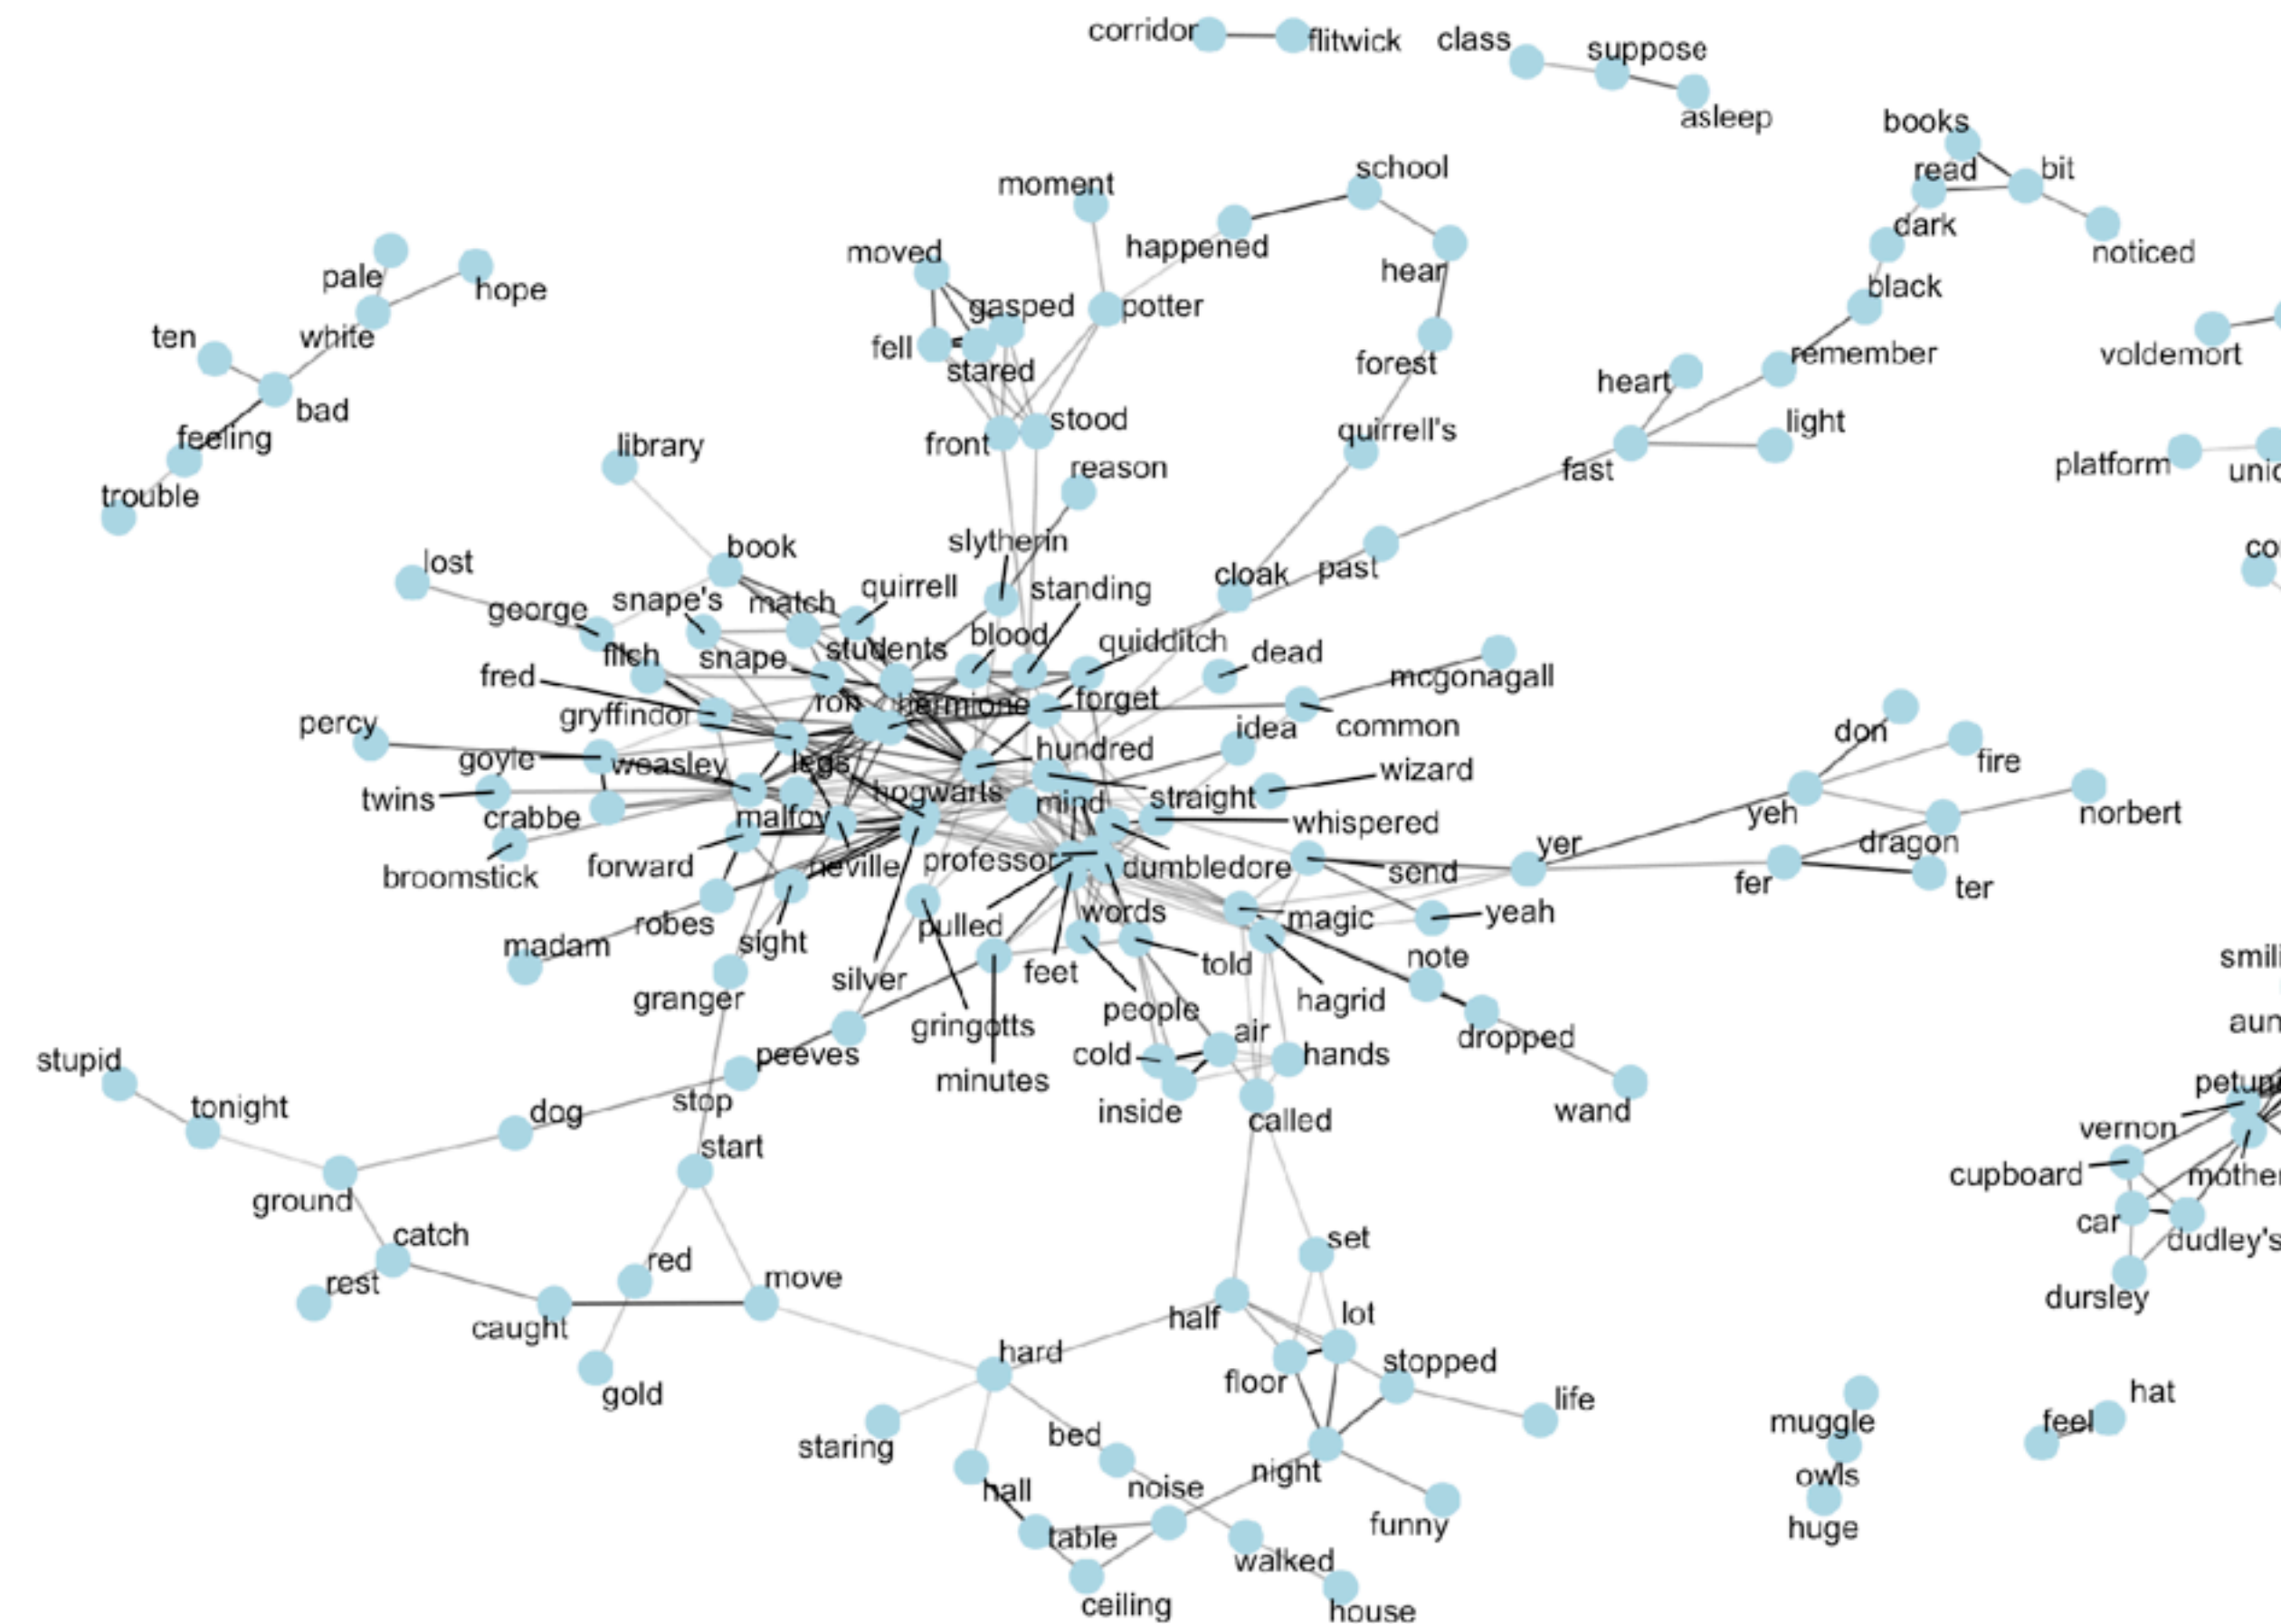 corridor
flitwick
class
suppose
asleep
books
read
bit
dark
noticed
black
school
moment
happened
hear
moved
gasped
potter
pale
hope
fell
stared
forest
remember
voldemort
ten
white
heart
bad
light
feeling
library
front
stood
quirrell's
fast
platform
trouble
reason
slytherin
book
lost
cloak
past
george
snape's
match
quirrell
standing
blood
quidditch
filch
snape
students
dead
mcgonagall
fred
gryffindor
ron
hermione
forget
idea
common
percy
goyle
weasley
legs
hundred
wizard
don
fire
twins
crabbe
malfoy
hogwarts
mind
straight
whispered
yeh
norbert
broomstick
forward
neville
professor
dumbledore
send
yer
dragon
fer
ter
madam
robes
sight
pulled
words
magic
yeah
granger
silver
feet
told
note
hagrid
people
gringotts
air
dropped
stupid
peeves
cold
hands
minutes
tonight
dog
stop
inside
called
wand
start
vernon
cupboard
ground
catch
car
dudley's
rest
red
move
set
half
lot
dursley
caught
hard
floor
stopped
gold
life
hat
staring
bed
muggle
feel
hall
noise
night
owls
table
funny
huge
walked
ceiling
house